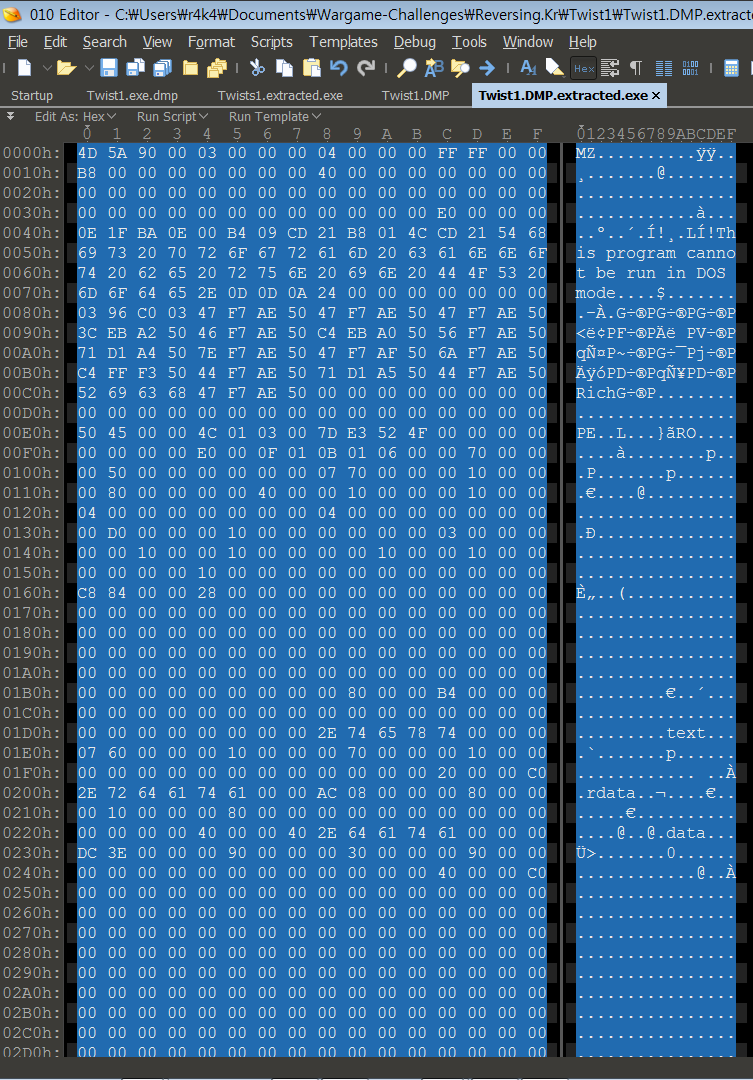 010 Editor - C:₩Users₩r4k4₩Documents₩Wargame-Challenges₩Reversing.Kr₩Twist1₩Twist1.DMP.extrac
File Edit Search View Format Scripts Templates Debug Tools Window Help
Startup Twist1.exe.dmp Twists1.extracted.exe Twist1.DMP Twist1.DMP.extracted.exe ×
Edit As: Hex Run Script Run Template
0 1 2 3 4 5 6 7 8 9 A B C D E F 0123456789ABCDEF
0000h: 4D 5A 90 00 03 00 00 00 04 00 00 00 FF FF 00 00 MZ..........ÿÿ..
0010h: B8 00 00 00 00 00 00 00 40 00 00 00 00 00 00 00 ¸.......@.......
0020h: 00 00 00 00 00 00 00 00 00 00 00 00 00 00 00 00 ................
0030h: 00 00 00 00 00 00 00 00 00 00 00 00 E0 00 00 00 ............à...
0040h: 0E 1F BA 0E 00 B4 09 CD 21 B8 01 4C CD 21 54 68 ..º..´.Í!¸.LÍ!Th
0050h: 69 73 20 70 72 6F 67 72 61 6D 20 63 61 6E 6E 6F is program canno
0060h: 74 20 62 65 20 72 75 6E 20 69 6E 20 44 4F 53 20 t be run in DOS
0070h: 6D 6F 64 65 2E 0D 0D 0A 24 00 00 00 00 00 00 00 mode....$.......
0080h: 03 96 C0 03 47 F7 AE 50 47 F7 AE 50 47 F7 AE 50 .–À.G÷®PG÷®PG÷®P
0090h: 3C EB A2 50 46 F7 AE 50 C4 EB A0 50 56 F7 AE 50 <ë¢PF÷®PÄë PV÷®P
00A0h: 71 D1 A4 50 7E F7 AE 50 47 F7 AF 50 6A F7 AE 50 qÑ¤P~÷®PG÷¯Pj÷®P
00B0h: C4 FF F3 50 44 F7 AE 50 71 D1 A5 50 44 F7 AE 50 ÄÿóPD÷®PqÑ¥PD÷®P
00C0h: 52 69 63 68 47 F7 AE 50 00 00 00 00 00 00 00 00 RichG÷®P........
00D0h: 00 00 00 00 00 00 00 00 00 00 00 00 00 00 00 00 ................
00E0h: 50 45 00 00 4C 01 03 00 7D E3 52 4F 00 00 00 00 PE..L...}ãRO....
00F0h: 00 00 00 00 E0 00 0F 01 0B 01 06 00 00 70 00 00 ....à........p..
0100h: 00 50 00 00 00 00 00 00 07 70 00 00 00 10 00 00 .P.......p......
0110h: 00 80 00 00 00 00 40 00 00 10 00 00 00 10 00 00 .€....@.........
0120h: 04 00 00 00 00 00 00 00 04 00 00 00 00 00 00 00 ................
0130h: 00 D0 00 00 00 10 00 00 00 00 00 00 03 00 00 00 .Ð..............
0140h: 00 00 10 00 00 10 00 00 00 00 10 00 00 10 00 00 ................
0150h: 00 00 00 00 10 00 00 00 00 00 00 00 00 00 00 00 ................
0160h: C8 84 00 00 28 00 00 00 00 00 00 00 00 00 00 00 È„..(...........
0170h: 00 00 00 00 00 00 00 00 00 00 00 00 00 00 00 00 ................
0180h: 00 00 00 00 00 00 00 00 00 00 00 00 00 00 00 00 ................
0190h: 00 00 00 00 00 00 00 00 00 00 00 00 00 00 00 00 ................
01A0h: 00 00 00 00 00 00 00 00 00 00 00 00 00 00 00 00 ................
01B0h: 00 00 00 00 00 00 00 00 00 80 00 00 B4 00 00 00 .........€..´...
01C0h: 00 00 00 00 00 00 00 00 00 00 00 00 00 00 00 00 ................
01D0h: 00 00 00 00 00 00 00 00 2E 74 65 78 74 00 00 00 .........text...
01E0h: 07 60 00 00 00 10 00 00 00 70 00 00 00 10 00 00 .`.......p......
01F0h: 00 00 00 00 00 00 00 00 00 00 00 00 20 00 00 C0 ............ ..À
0200h: 2E 72 64 61 74 61 00 00 AC 08 00 00 00 80 00 00 .rdata..¬....€..
0210h: 00 10 00 00 00 80 00 00 00 00 00 00 00 00 00 00 .....€..........
0220h: 00 00 00 00 40 00 00 40 2E 64 61 74 61 00 00 00 ....@..@.data...
0230h: DC 3E 00 00 00 90 00 00 00 30 00 00 00 90 00 00 Ü>.......0......
0240h: 00 00 00 00 00 00 00 00 00 00 00 00 40 00 00 C0 ............@..À
0250h: 00 00 00 00 00 00 00 00 00 00 00 00 00 00 00 00 ................
0260h: 00 00 00 00 00 00 00 00 00 00 00 00 00 00 00 00 ................
0270h: 00 00 00 00 00 00 00 00 00 00 00 00 00 00 00 00 ................
0280h: 00 00 00 00 00 00 00 00 00 00 00 00 00 00 00 00 ................
0290h: 00 00 00 00 00 00 00 00 00 00 00 00 00 00 00 00 ................
02A0h: 00 00 00 00 00 00 00 00 00 00 00 00 00 00 00 00 ................
02B0h: 00 00 00 00 00 00 00 00 00 00 00 00 00 00 00 00 ................
02C0h: 00 00 00 00 00 00 00 00 00 00 00 00 00 00 00 00 ................
02D0h: 00 00 00 00 00 00 00 00 00 00 00 00 00 00 00 00 ................